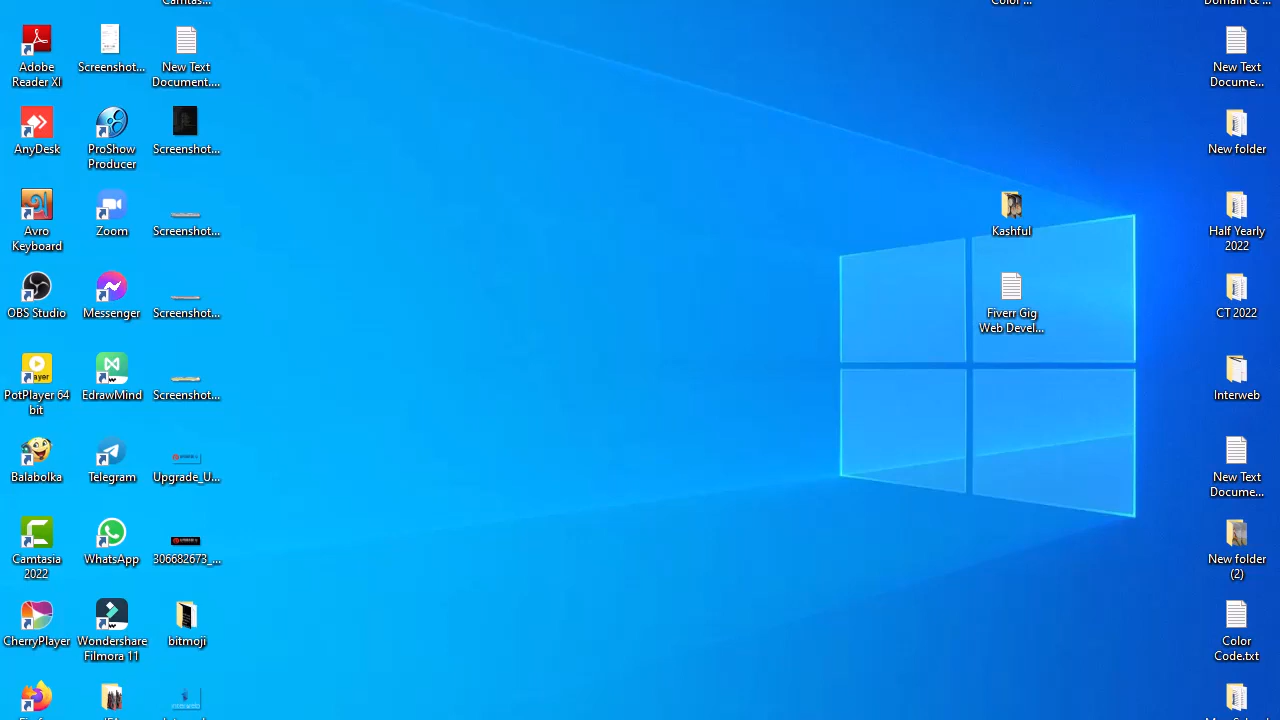 Camtas...
Color ...
Domain & ...
Adobe
Reader XI
Screenshot...
New Text
Document....
New Text
Docume...
AnyDesk
ProShow
Producer
Screenshot...
New folder
Avro
Keyboard
Zoom
Screenshot...
Kashful
Half Yearly
2022
OBS Studio
Messenger
Screenshot...
Fiverr Gig
Web Devel...
CT 2022
PotPlayer 64
bit
EdrawMind
Screenshot...
Interweb
Balabolka
Telegram
Upgrade_U...
New Text
Docume...
Camtasia
2022
WhatsApp
306682673_...
New folder
(2)
CherryPlayer
Wondershare
Filmora 11
bitmoji
Color
Code.txt